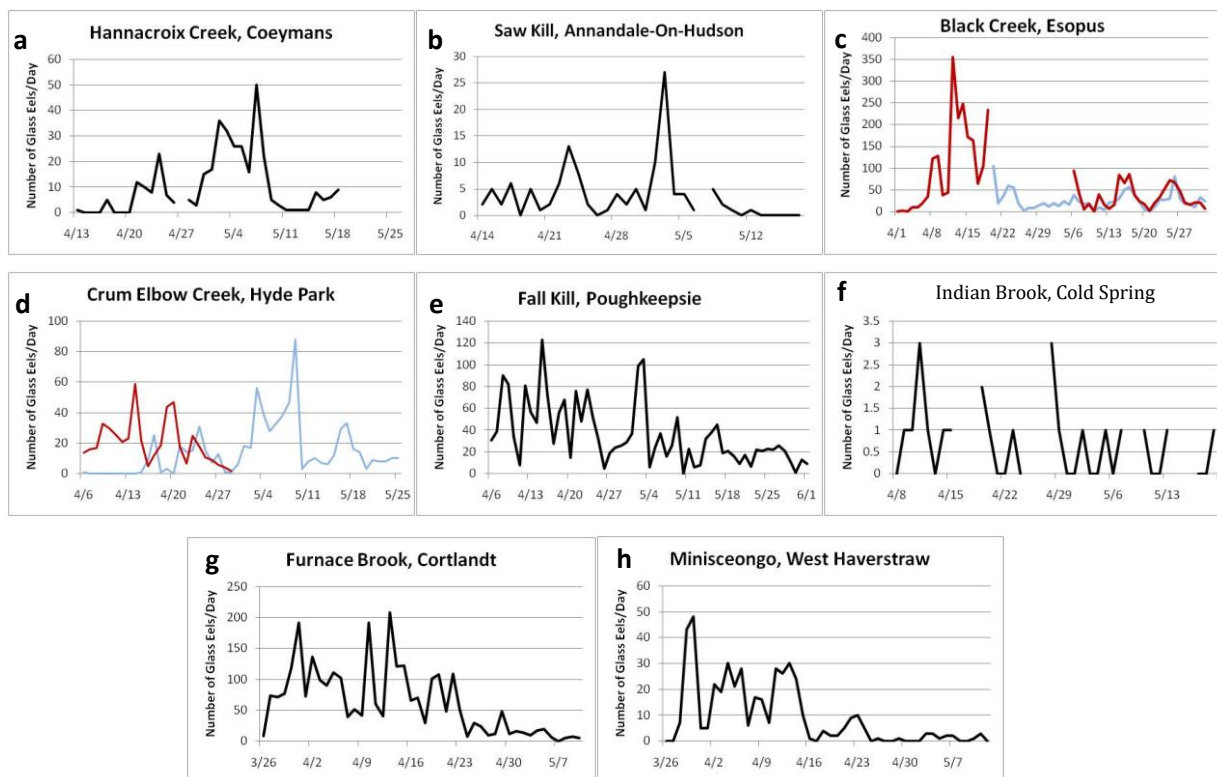 a
Hannacroix Creek, Coeymans
Number of Glass Eels/Day
60
50
40
30
20
10
0
4/13 4/20 4/27 5/4 5/11 5/18 5/25
b
Saw Kill, Annandale-On-Hudson
Number of Glass Eels/Day
30
25
20
15
10
5
0
4/14 4/21 4/28 5/5 5/12
c
Black Creek, Esopus
Number of Glass Eels/Day
400
350
300
250
200
150
100
50
0
4/1 4/8 4/15 4/22 4/29 5/6 5/13 5/20 5/27
d
Crum Elbow Creek, Hyde Park
Number of Glass Eels/Day
100
80
60
40
20
0
4/6 4/13 4/20 4/27 5/4 5/11 5/18 5/25
e
Fall Kill, Poughkeepsie
Number of Glass Eels/Day
140
120
100
80
60
40
20
0
4/6 4/13 4/20 4/27 5/4 5/11 5/18 5/25 6/1
f
Indian Brook, Cold Spring
Number of Glass Eels/Day
3.5
3
2.5
2
1.5
1
0.5
0
4/8 4/15 4/22 4/29 5/6 5/13
g
Furnace Brook, Cortlandt
Number of Glass Eels/Day
250
200
150
100
50
0
3/26 4/2 4/9 4/16 4/23 4/30 5/7
h
Minisceongo, West Haverstraw
Number of Glass Eels/Day
60
50
40
30
20
10
0
3/26 4/2 4/9 4/16 4/23 4/30 5/7